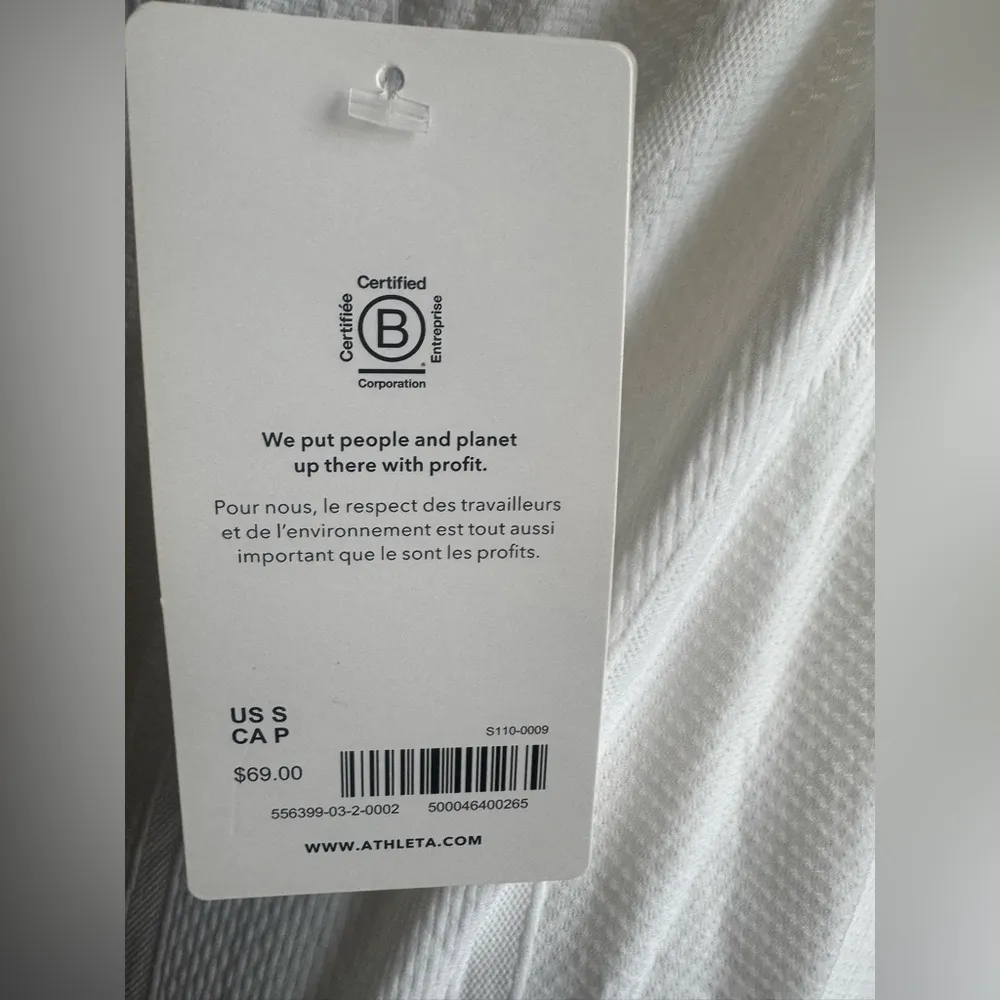 Certified
Certifiée
B
Entreprise
Corporation
We put people and planet
up there with profit.
Pour nous, le respect des travailleurs
et de l'environnement est tout aussi
important que le sont les profits.
US S
CA P
S110-0009
$69.00
556399-03-2-0002 500046400265
WWW.ATHLETA.COM